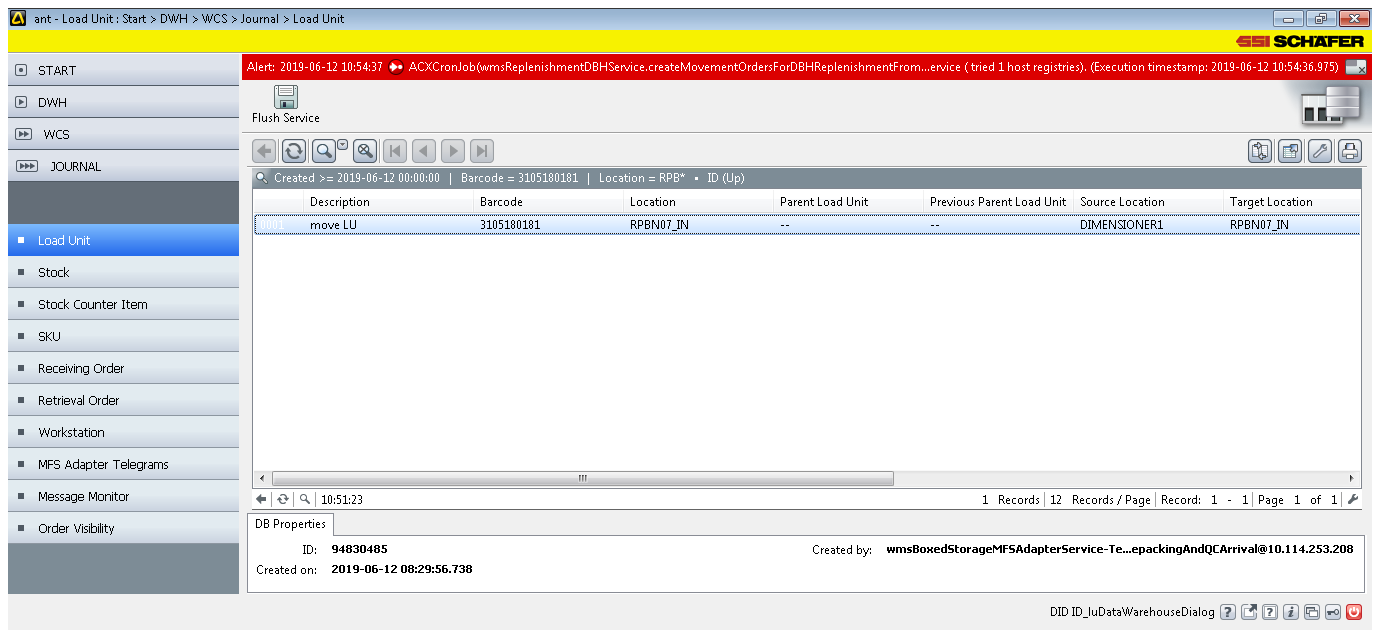 ant - Load Unit : Start > DWH > WCS > Journal > Load Unit
SSI SCHÄFER
START
DWH
WCS
JOURNAL
Load Unit
Stock
Stock Counter Item
SKU
Receiving Order
Retrieval Order
Workstation
MFS Adapter Telegrams
Message Monitor
Order Visibility
Alert: 2019-06-12 10:54:37 ACXCronJob(wmsReplenishmentDBHService.createMovementOrdersForDBHReplenishmentFrom...ervice ( tried 1 host registries). (Execution timestamp: 2019-06-12 10:54:36.975)
Flush Service
Created >= 2019-06-12 00:00:00 | Barcode = 3105180181 | Location = RPB* • ID (Up)
Description Barcode Location Parent Load Unit Previous Parent Load Unit Source Location Target Location
0001 move LU 3105180181 RPBN07_IN -- -- DIMENSIONER1 RPBN07_IN
10:51:23 1 Records 12 Records / Page Record: 1 - 1 Page 1 of 1
DB Properties
ID: 94830485 Created by: wmsBoxedStorageMFSAdapterService-Te...epackingAndQCArrival@10.114.253.208
Created on: 2019-06-12 08:29:56.738
DID ID_luDataWarehouseDialog